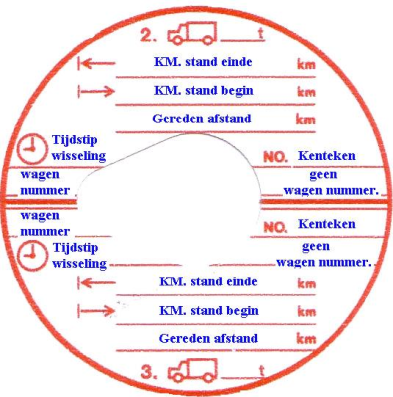 2. t
KM. stand einde km
KM. stand begin km
Gereden afstand km
Tijdstip
wisseling
NO. Kenteken
wagen
nummer
geen
wagen nummer.
wagen
nummer
NO. Kenteken
Tijdstip
wisseling
geen
wagen nummer.
KM. stand einde km
KM. stand begin km
Gereden afstand km
3. t